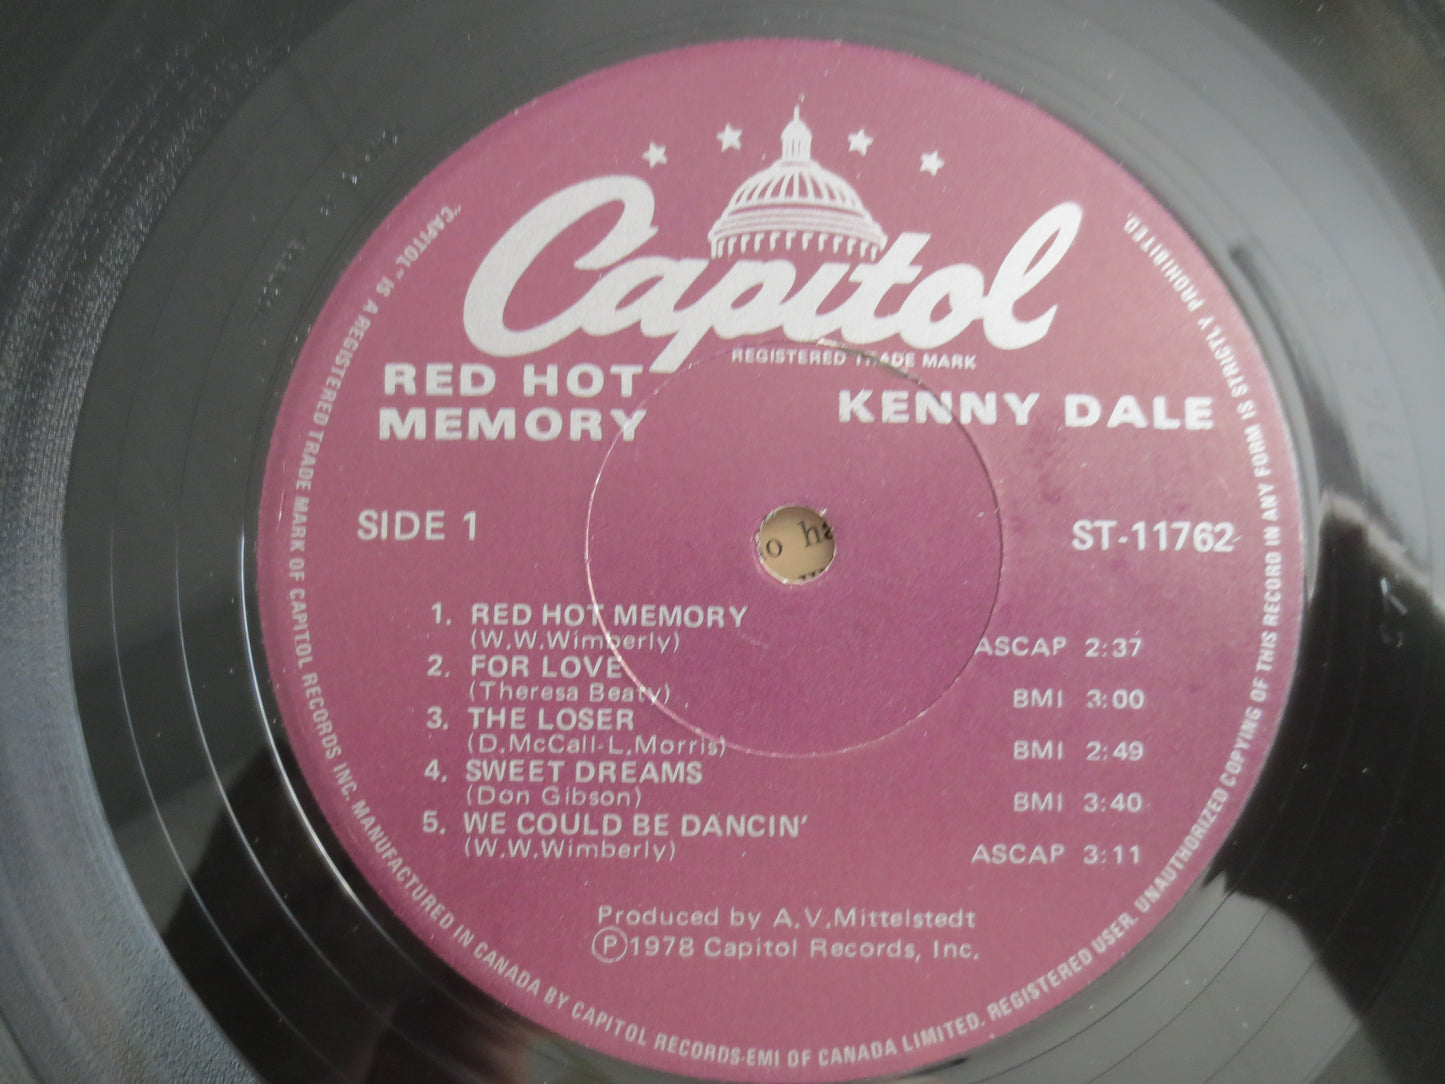 Capitol
REGISTERED TRADE MARK
RED HOT
MEMORY
KENNY DALE
SIDE 1
ST-11762
1. RED HOT MEMORY
(W.W.Wimberly) ASCAP 2:37
2. FOR LOVE
(Theresa Beaty) BMI 3:00
3. THE LOSER
(D.McCall-L.Morris) BMI 2:49
4. SWEET DREAMS
(Don Gibson) BMI 3:40
5. WE COULD BE DANCIN'
(W.W.Wimberly) ASCAP 3:11
Produced by A.V.Mittelstedt
Ⓟ1978 Capitol Records, Inc.
"CAPITOL" IS A REGISTERED TRADE MARK OF CAPITOL RECORDS INC. MANUFACTURED IN CANADA BY CAPITOL RECORDS-EMI OF CANADA LIMITED. REGISTERED USER. UNAUTHORIZED COPYING OF THIS RECORD IN ANY FORM IS STRICTLY PROHIBITED.